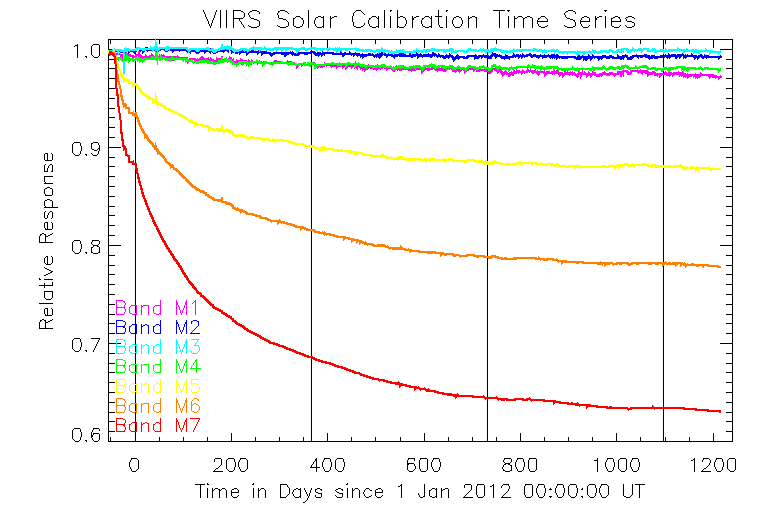 VIIRS Solar Calibration Time Series
1.0
0.9
0.8
0.7
0.6
Relative Response
Band M1
Band M2
Band M3
Band M4
Band M5
Band M6
Band M7
0 200 400 600 800 1000 1200
Time in Days since 1 Jan 2012 00:00:00 UT